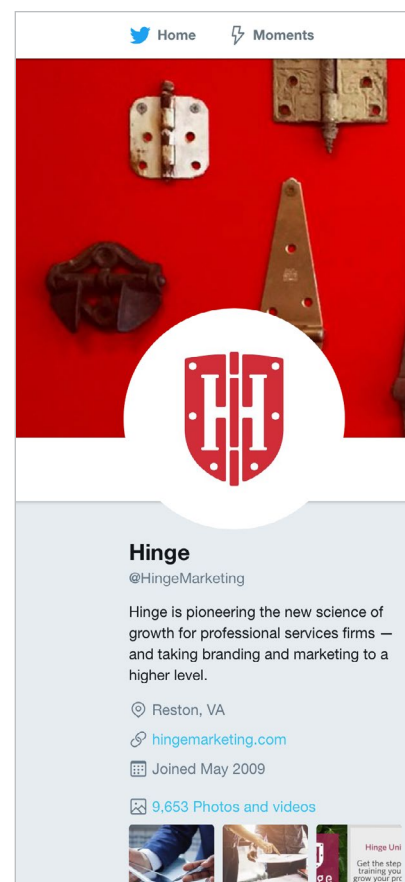 Home Moments
H
Hinge
@HingeMarketing
Hinge is pioneering the new science of
growth for professional services firms —
and taking branding and marketing to a
higher level.
Reston, VA
hingemarketing.com
Joined May 2009
9,653 Photos and videos
Hinge Uni
Get the step
training you
grow your pro
ge